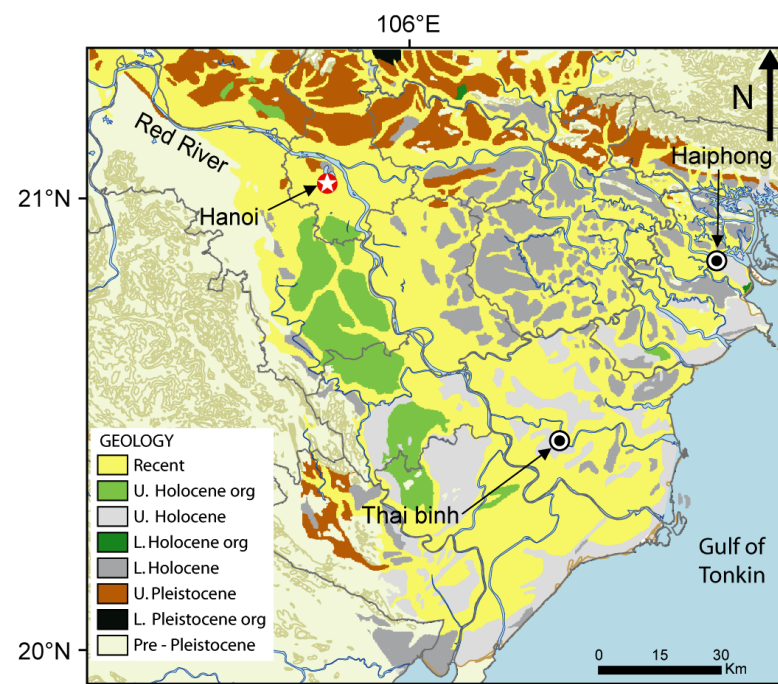 106°E
N
Red River
Haiphong
21°N
Hanoi
GEOLOGY
Recent
U. Holocene org
U. Holocene
L. Holocene org
L. Holocene
U. Pleistocene
L. Pleistocene org
Pre - Pleistocene
Thai binh
Gulf of
Tonkin
20°N
0 15 30
Km